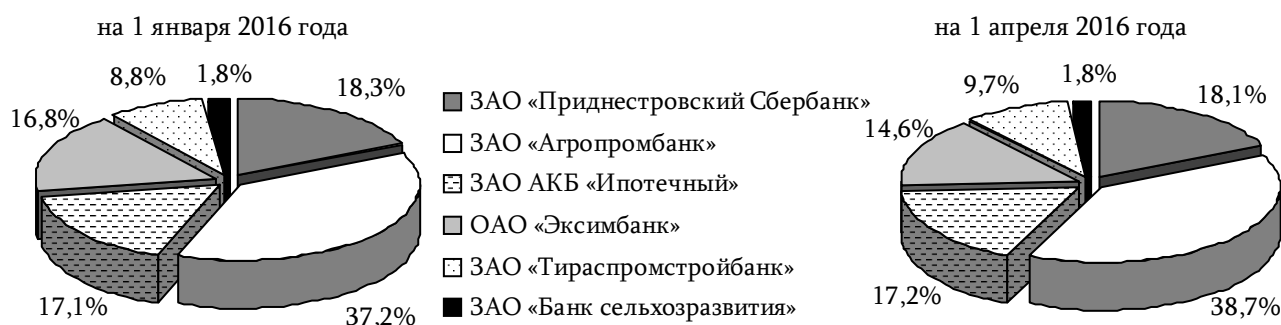 на 1 января 2016 года
8,8%
1,8%
18,3%
16,8%
17,1%
37,2%
ЗАО «Приднестровский Сбербанк»
ЗАО «Агропромбанк»
ЗАО АКБ «Ипотечный»
ОАО «Эксимбанк»
ЗАО «Тираспромстройбанк»
ЗАО «Банк сельхозразвития»
на 1 апреля 2016 года
9,7%
1,8%
18,1%
14,6%
17,2%
38,7%